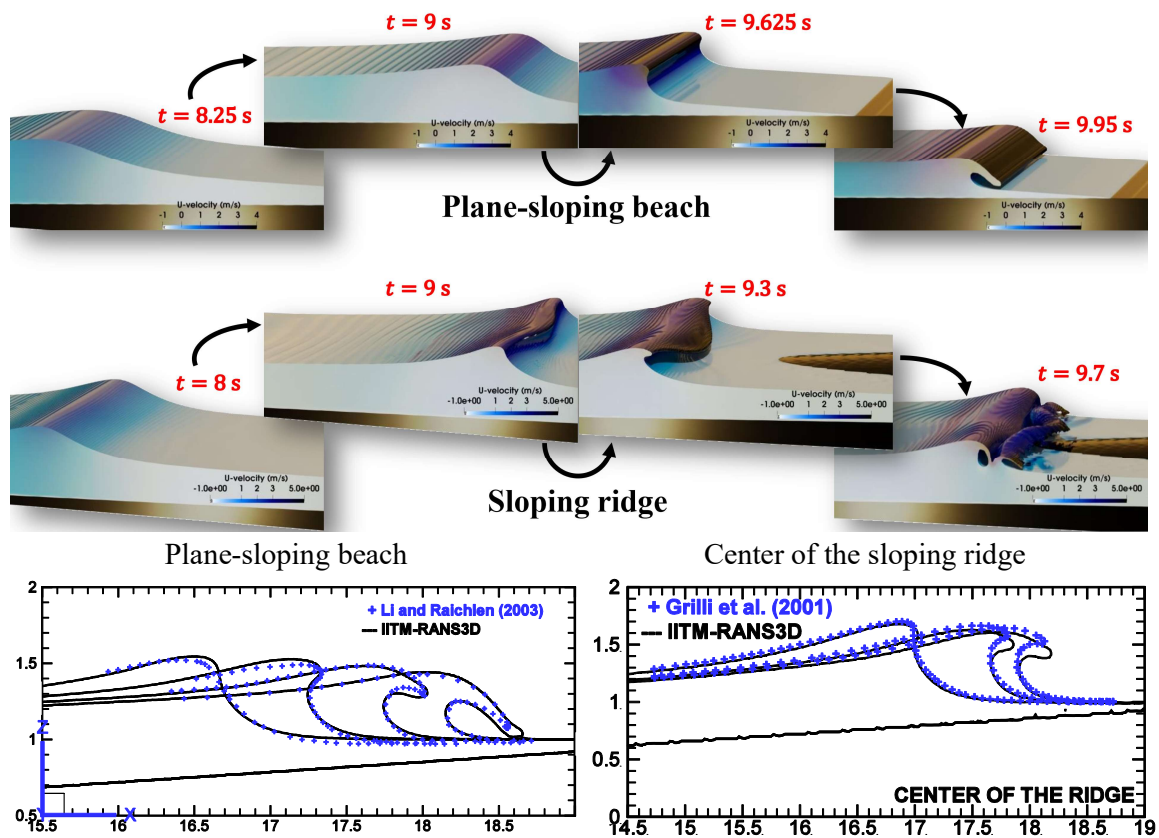 t = 9 s
t = 9.625 s
t = 8.25 s
t = 9.95 s
U-velocity (m/s)
-1 0 1 2 3 4
U-velocity (m/s)
-1 0 1 2 3 4
U-velocity (m/s)
-1 0 1 2 3 4
U-velocity (m/s)
-1 0 1 2 3 4
Plane-sloping beach
t = 9 s
t = 9.3 s
t = 8 s
t = 9.7 s
U-velocity (m/s)
-1.0e+00 1 2 3 5.0e+00
U-velocity (m/s)
-1.0e+00 1 2 3 5.0e+00
U-velocity (m/s)
-1.0e+00 1 2 3 5.0e+00
U-velocity (m/s)
-1.0e+00 1 2 3 5.0e+00
Sloping ridge
Plane-sloping beach
Center of the sloping ridge
2
+ Li and Raichlen (2003)
--- IITM-RANS3D
1.5
1
Z
0.5
X
15.5 16 16.5 17 17.5 18 18.5
2
+ Grilli et al. (2001)
--- IITM-RANS3D
1.5
1
0.5
0
CENTER OF THE RIDGE
14.5. 15. 15.5. 16. 16.5. 17. 17.5. 18. 18.5. 19